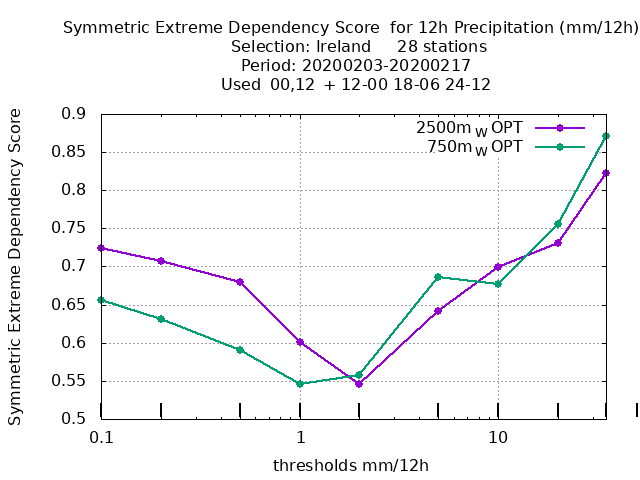 Symmetric Extreme Dependency Score  for 12h Precipitation (mm/12h)
Selection: Ireland     28 stations
Period: 20200203-20200217
Used  00,12  + 12-00 18-06 24-12
Symmetric Extreme Dependency Score
0.9
0.85
0.8
0.75
0.7
0.65
0.6
0.55
0.5
2500m W OPT
750m W OPT
0.1 1 10
thresholds mm/12h